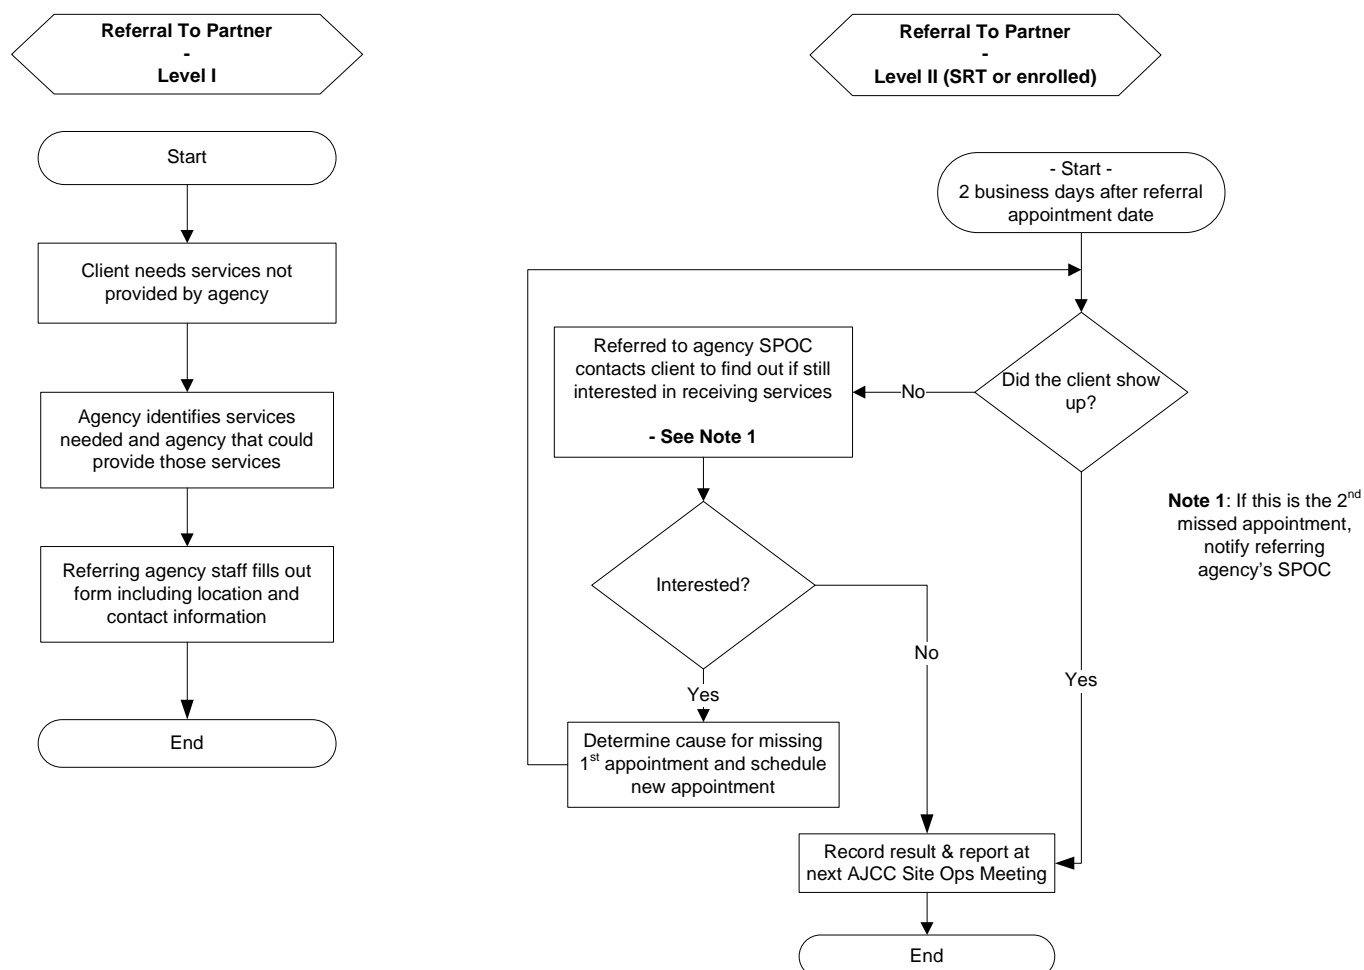 Referral To Partner
-
Level I
Start
Client needs services not
provided by agency
Agency identifies services
needed and agency that could
provide those services
Referring agency staff fills out
form including location and
contact information
End
Referral To Partner
-
Level II (SRT or enrolled)
- Start -
2 business days after referral
appointment date
Did the client show
up?
No
Referred to agency SPOC
contacts client to find out if still
interested in receiving services
- See Note 1
Interested?
Yes
No
Yes
Determine cause for missing
1st appointment and schedule
new appointment
Record result & report at
next AJCC Site Ops Meeting
End
Note 1: If this is the 2nd
missed appointment,
notify referring
agency's SPOC